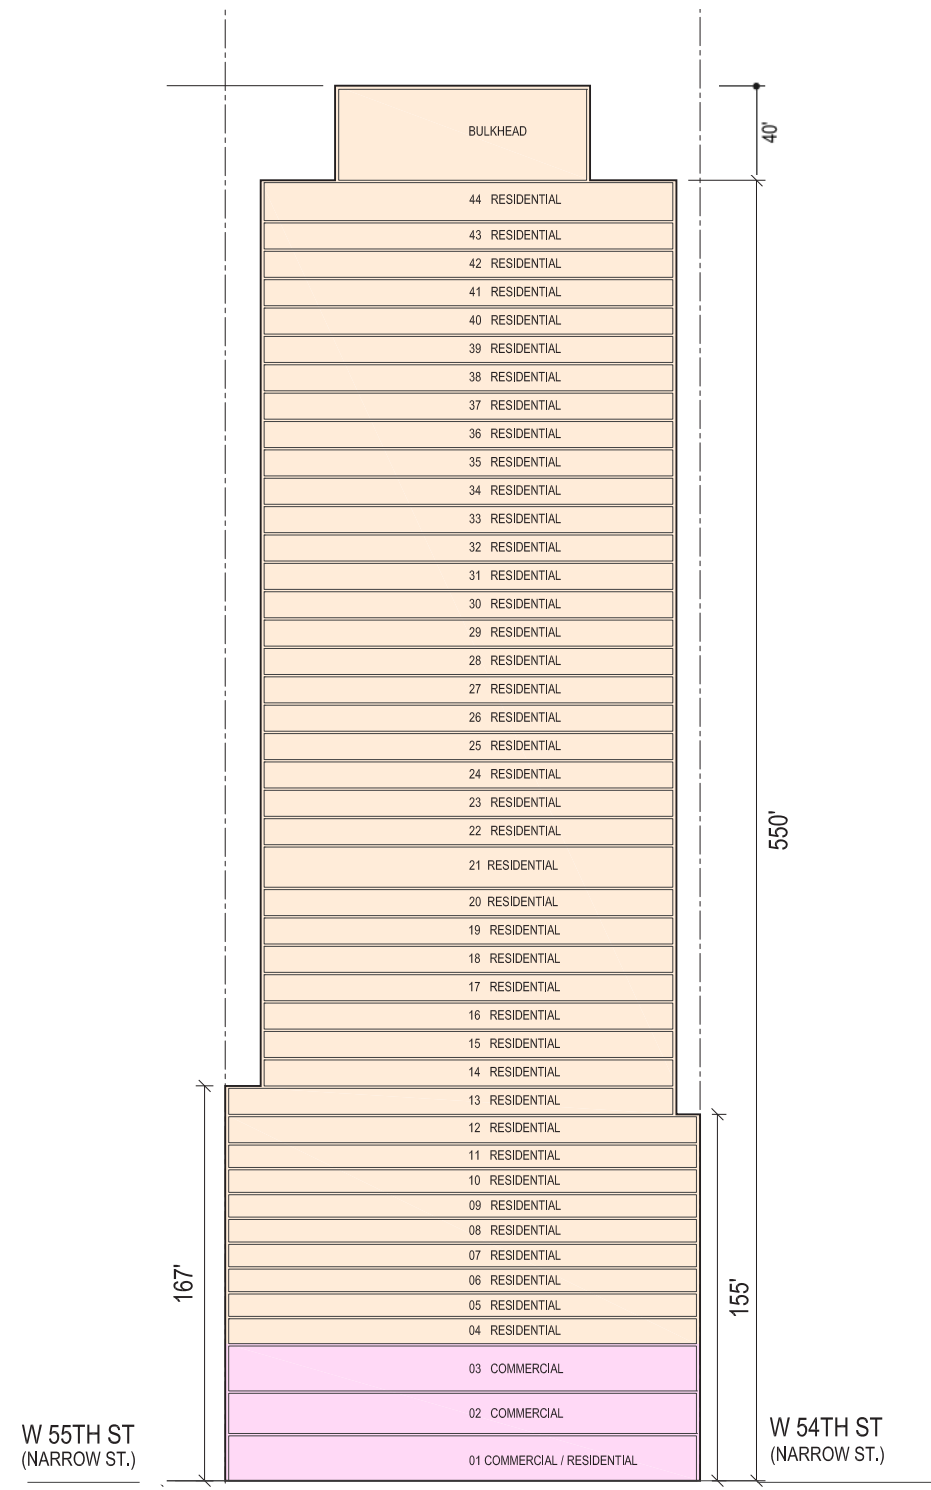 BULKHEAD
40'
44 RESIDENTIAL
43 RESIDENTIAL
42 RESIDENTIAL
41 RESIDENTIAL
40 RESIDENTIAL
39 RESIDENTIAL
38 RESIDENTIAL
37 RESIDENTIAL
36 RESIDENTIAL
35 RESIDENTIAL
34 RESIDENTIAL
33 RESIDENTIAL
32 RESIDENTIAL
31 RESIDENTIAL
30 RESIDENTIAL
29 RESIDENTIAL
28 RESIDENTIAL
27 RESIDENTIAL
26 RESIDENTIAL
25 RESIDENTIAL
24 RESIDENTIAL
23 RESIDENTIAL
22 RESIDENTIAL
550'
21 RESIDENTIAL
20 RESIDENTIAL
19 RESIDENTIAL
18 RESIDENTIAL
17 RESIDENTIAL
16 RESIDENTIAL
15 RESIDENTIAL
14 RESIDENTIAL
13 RESIDENTIAL
12 RESIDENTIAL
11 RESIDENTIAL
10 RESIDENTIAL
09 RESIDENTIAL
08 RESIDENTIAL
07 RESIDENTIAL
06 RESIDENTIAL
167'
155'
05 RESIDENTIAL
04 RESIDENTIAL
03 COMMERCIAL
02 COMMERCIAL
01 COMMERCIAL / RESIDENTIAL
W 55TH ST
(NARROW ST.)
W 54TH ST
(NARROW ST.)